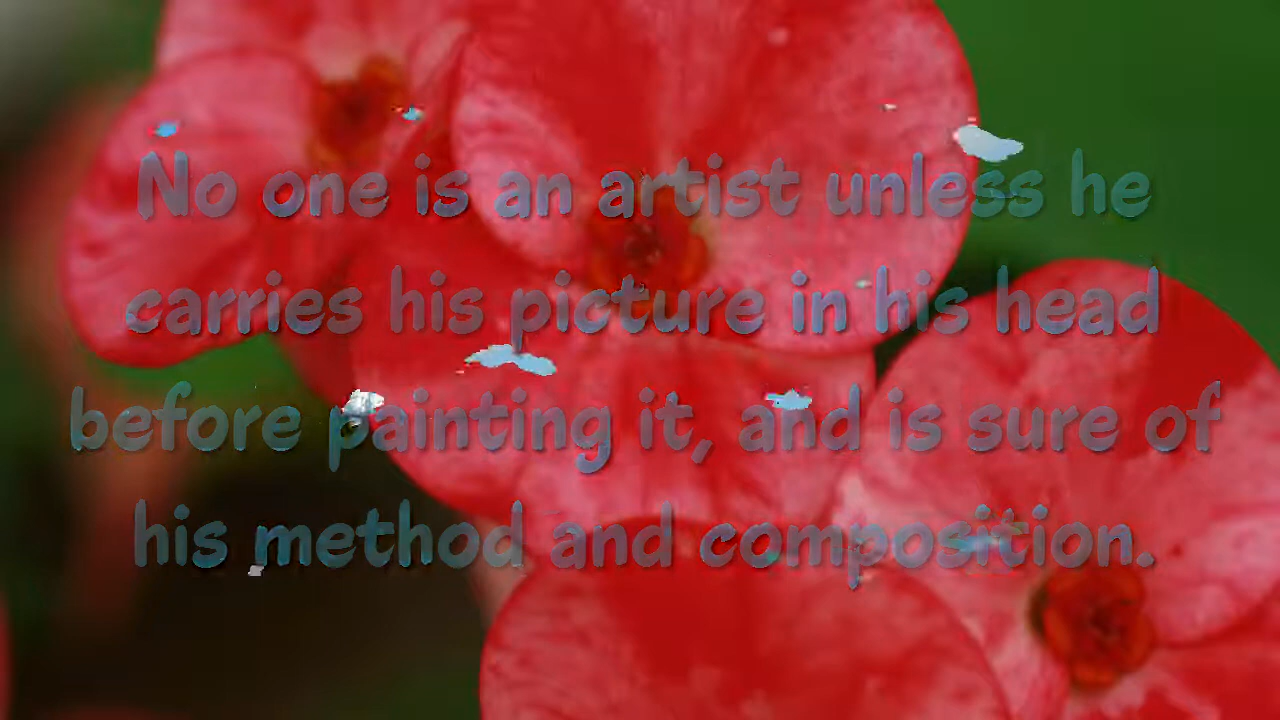 No one is an artist unless he
carries his picture in his head
before painting it, and is sure of
his method and composition.